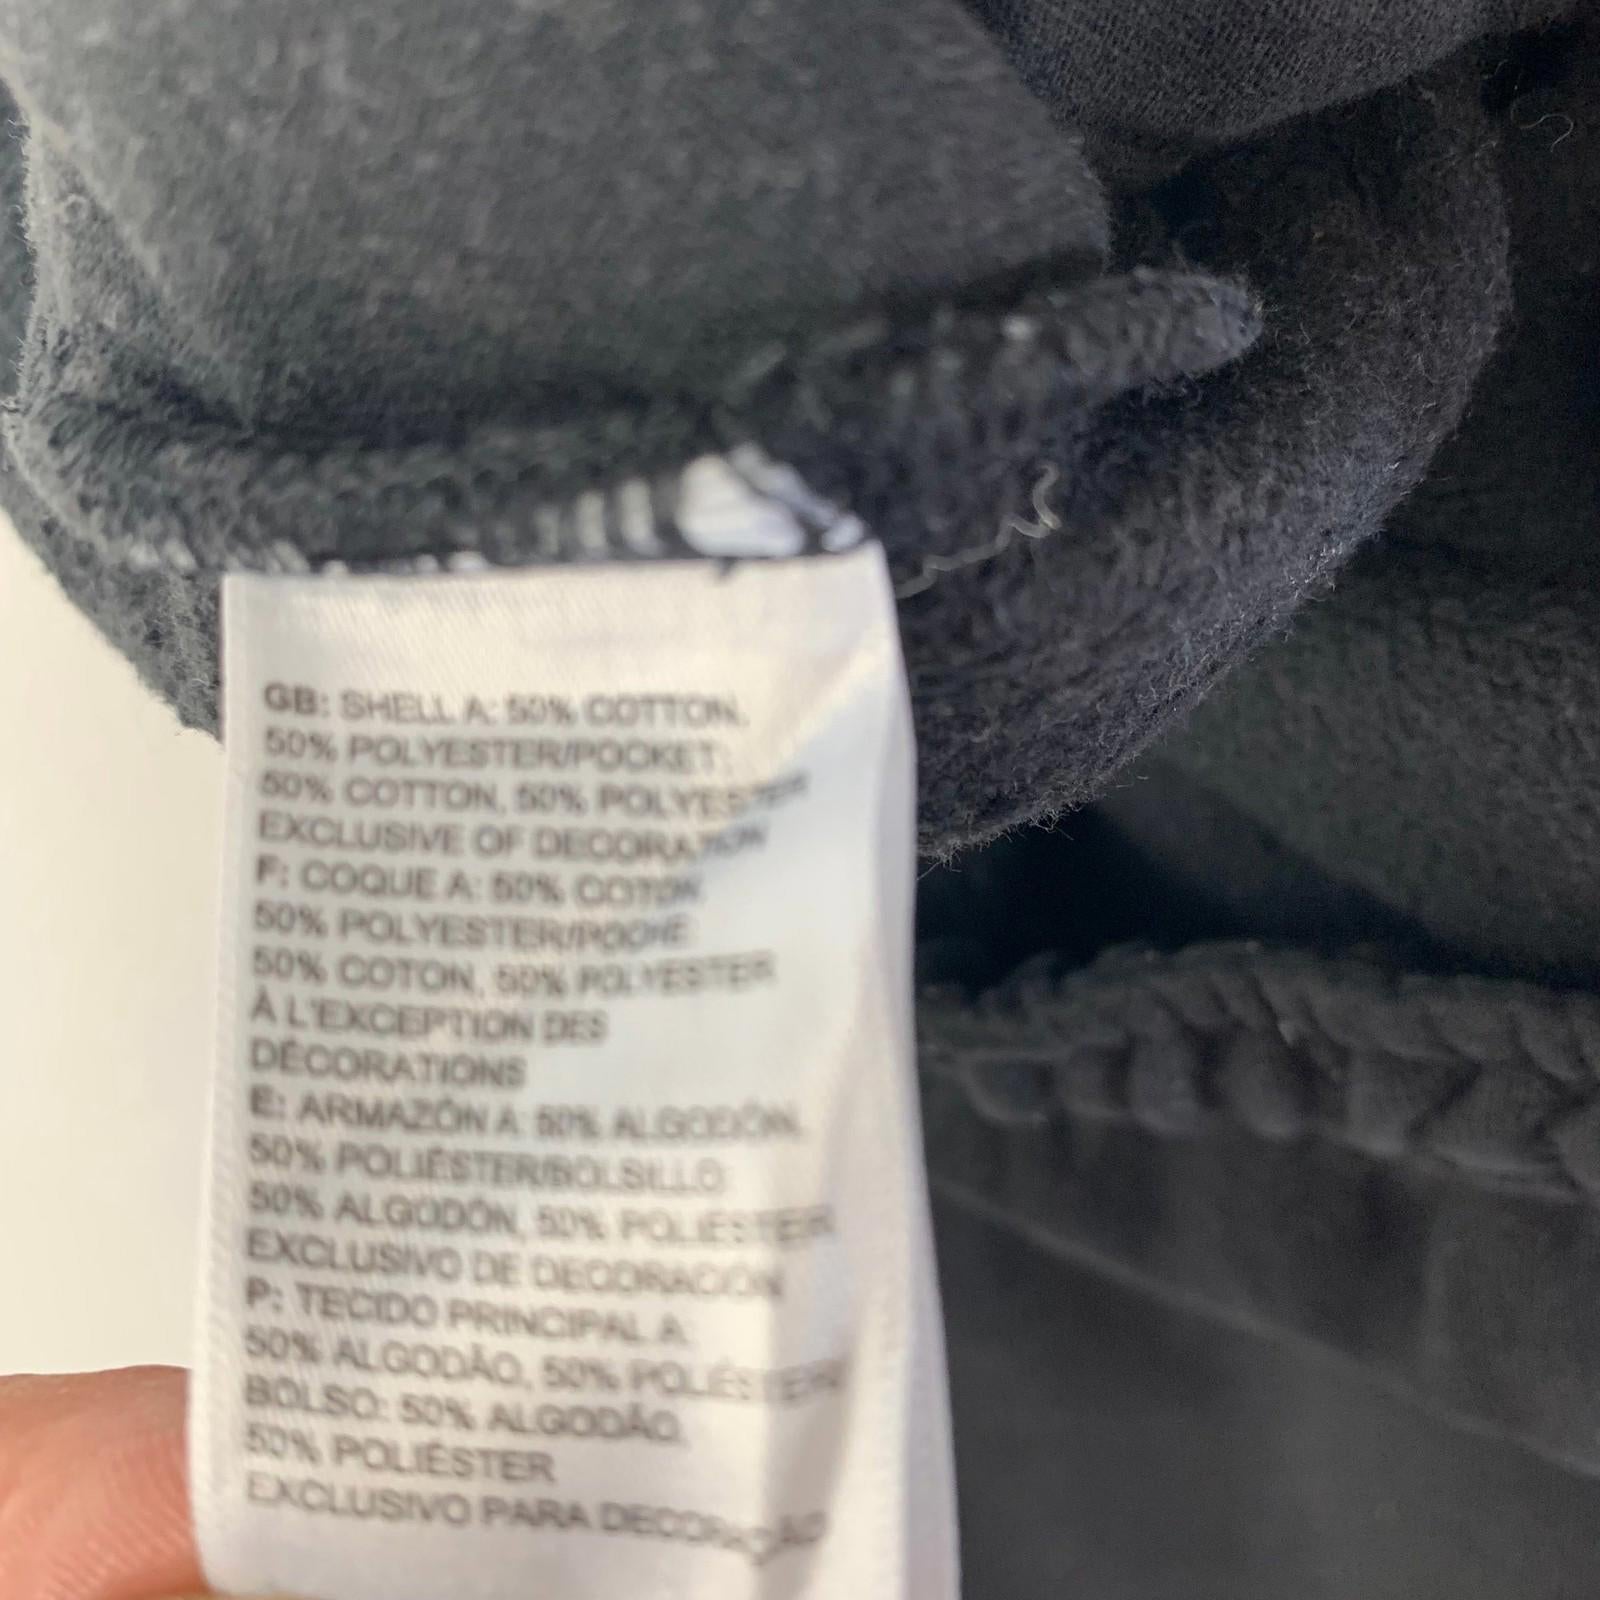 GB: SHELL A: 50% COTTON,
50% POLYESTER/POCKET:
50% COTTON, 50% POLYESTER
EXCLUSIVE OF DECORATION
F: COQUE A: 50% COTON,
50% POLYESTER/POCHE:
50% COTON, 50% POLYESTER
À L'EXCEPTION DES
DÉCORATIONS
E: ARMAZÓN A: 50% ALGODÓN,
50% POLIÉSTER/BOLSILLO:
50% ALGODÓN, 50% POLIÉSTER
EXCLUSIVO DE DECORACIÓN
P: TECIDO PRINCIPAL A:
50% ALGODÃO, 50% POLIÉSTER/
BOLSO: 50% ALGODÃO,
50% POLIÉSTER
EXCLUSIVO PARA DECORAÇÃO